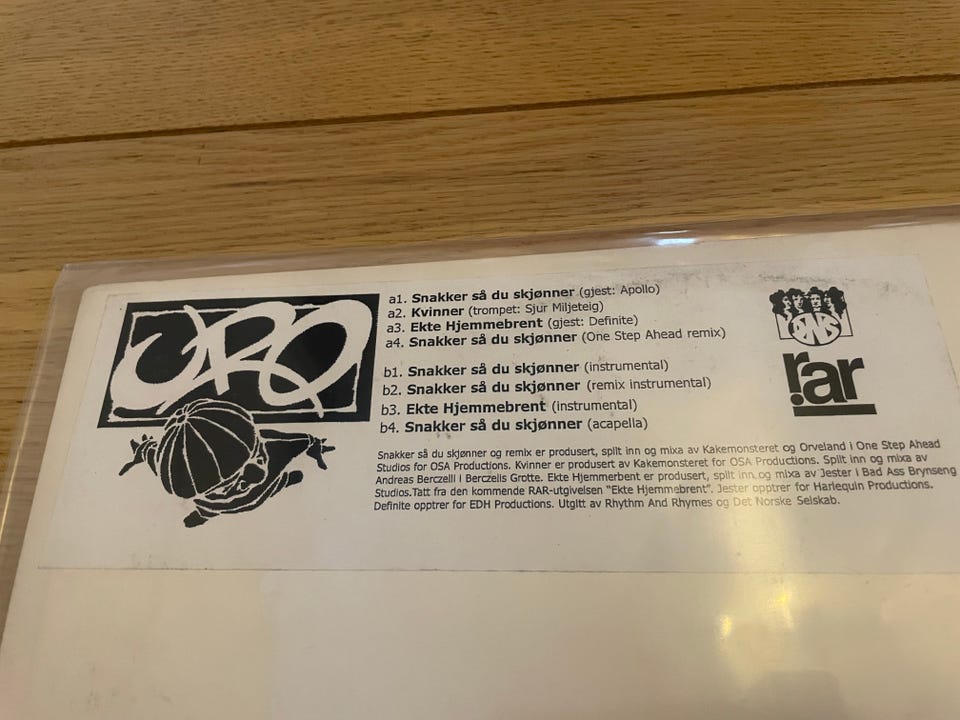 URO
a1. Snakker så du skjønner (gjest: Apollo)
a2. Kvinner (trompet: Sjur Miljeteig)
a3. Ekte Hjemmebrent (gjest: Definite)
a4. Snakker så du skjønner (One Step Ahead remix)
b1. Snakker så du skjønner (instrumental)
b2. Snakker så du skjønner (remix instrumental)
b3. Ekte Hjemmebrent (instrumental)
b4. Snakker så du skjønner (acapella)
DNS
rar
Snakker så du skjønner og remix er produsert, spilt inn og mixa av Kakemonsteret og Orveland i One Step Ahead
Studios for OSA Productions. Kvinner er produsert av Kakemonsteret for OSA Productions. Spilt inn og mixa av
Andreas Berczelli i Berczelis Grotte. Ekte Hjemmerbent er produsert, spilt inn og mixa av Jester i Bad Ass Brynseng
Studios.Tatt fra den kommende RAR-utgivelsen "Ekte Hjemmebrent". Jester opptrer for Harlequin Productions.
Definite opptrer for EDH Productions. Utgitt av Rhythm And Rhymes og Det Norske Selskab.